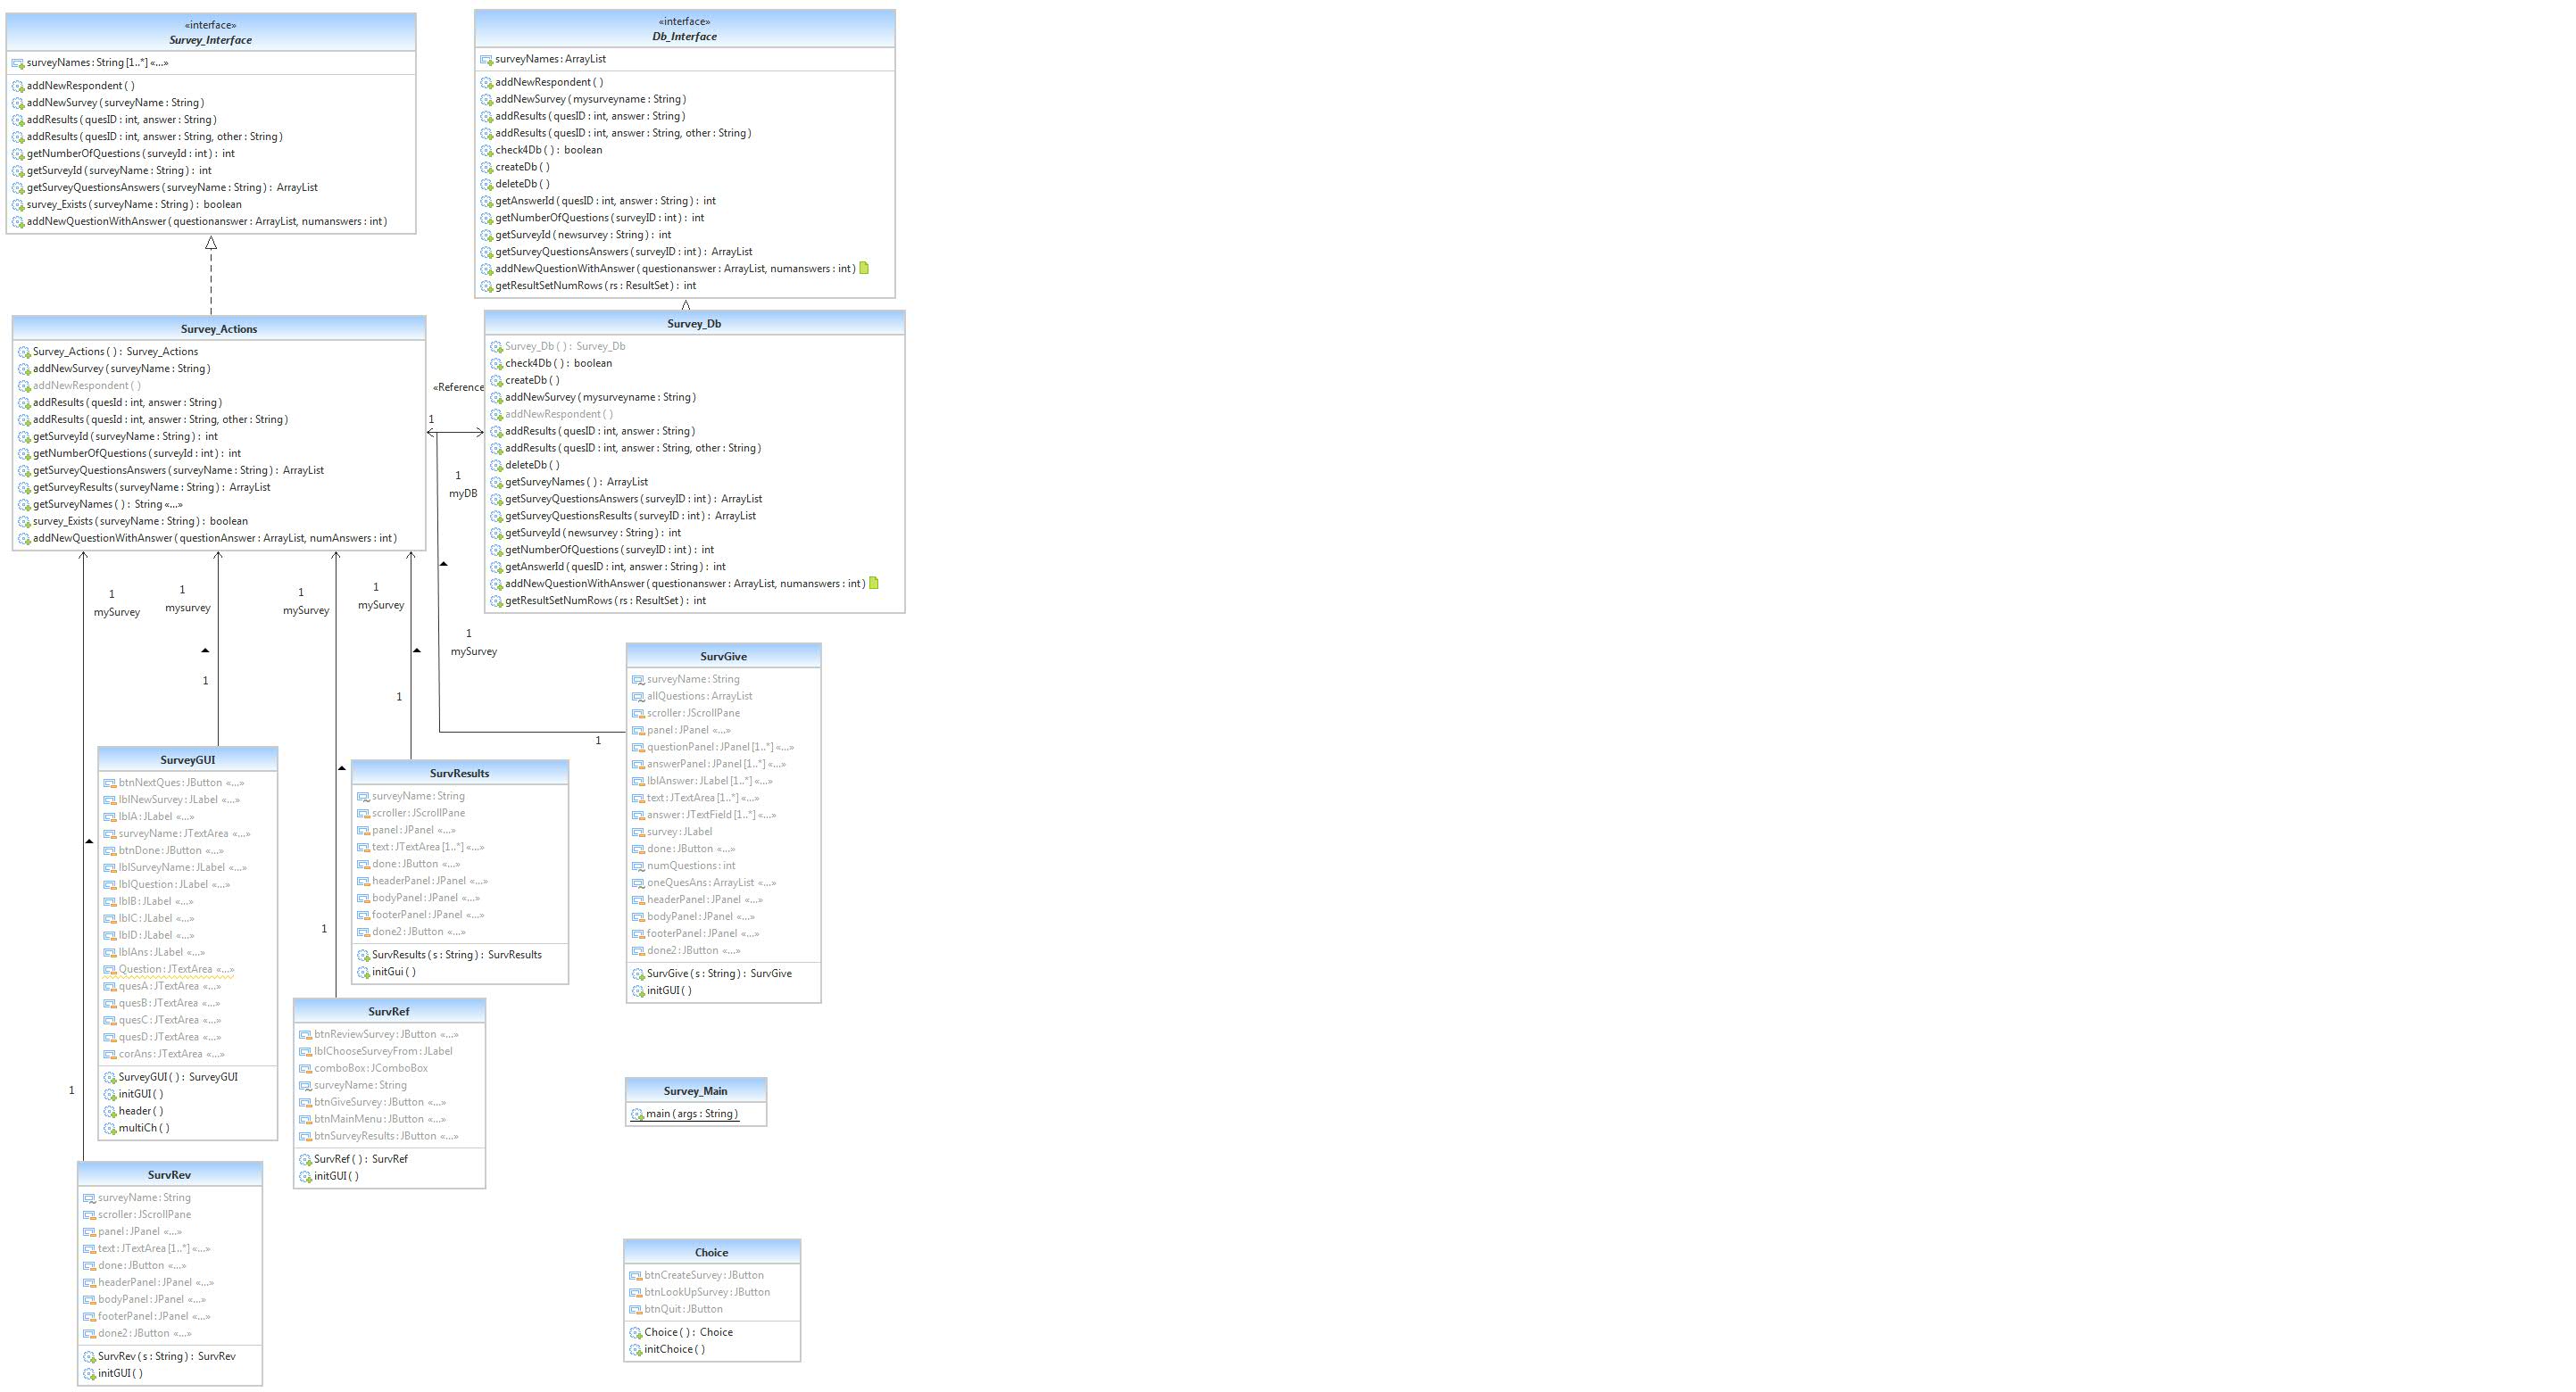 «interface»
Survey_Interface
surveyNames : String [1..*] «...»
addNewRespondent ( )
addNewSurvey ( surveyName : String )
addResults ( quesID : int, answer : String )
addResults ( quesID : int, answer : String, other : String )
getNumberOfQuestions ( surveyId : int ) : int
getSurveyId ( surveyName : String ) : int
getSurveyQuestionsAnswers ( surveyName : String ) : ArrayList
survey_Exists ( surveyName : String ) : boolean
addNewQuestionWithAnswer ( questionanswer : ArrayList, numanswers : int )
«interface»
Db_Interface
surveyNames : ArrayList
addNewRespondent ( )
addNewSurvey ( mysurveyname : String )
addResults ( quesID : int, answer : String )
addResults ( quesID : int, answer : String, other : String )
check4Db ( ) : boolean
createDb ( )
deleteDb ( )
getAnswerId ( quesID : int, answer : String ) : int
getNumberOfQuestions ( surveyID : int ) : int
getSurveyId ( newsurvey : String ) : int
getSurveyQuestionsAnswers ( surveyID : int ) : ArrayList
addNewQuestionWithAnswer ( questionanswer : ArrayList, numanswers : int )
getResultSetNumRows ( rs : ResultSet ) : int
Survey_Actions
Survey_Actions ( ) : Survey_Actions
addNewSurvey ( surveyName : String )
addNewRespondent ( )
addResults ( quesId : int, answer : String )
addResults ( quesId : int, answer : String, other : String )
getSurveyId ( surveyName : String ) : int
getNumberOfQuestions ( surveyId : int ) : int
getSurveyQuestionsAnswers ( surveyName : String ) : ArrayList
getSurveyResults ( surveyName : String ) : ArrayList
getSurveyNames ( ) : String «...»
survey_Exists ( surveyName : String ) : boolean
addNewQuestionWithAnswer ( questionAnswer : ArrayList, numAnswers : int )
«Reference
1
1
myDB
Survey_Db
Survey_Db ( ) : Survey_Db
check4Db ( ) : boolean
createDb ( )
addNewSurvey ( mysurveyname : String )
addNewRespondent ( )
addResults ( quesID : int, answer : String )
addResults ( quesID : int, answer : String, other : String )
deleteDb ( )
getSurveyNames ( ) : ArrayList
getSurveyQuestionsAnswers ( surveyID : int ) : ArrayList
getSurveyQuestionsResults ( surveyID : int ) : ArrayList
getSurveyId ( newsurvey : String ) : int
getNumberOfQuestions ( surveyID : int ) : int
getAnswerId ( quesID : int, answer : String ) : int
addNewQuestionWithAnswer ( questionanswer : ArrayList, numanswers : int )
getResultSetNumRows ( rs : ResultSet ) : int
1
mySurvey
1
mysurvey
1
mySurvey
1
mySurvey
1
mySurvey
1
1
1
1
1
SurveyGUI
btnNextQues : JButton «...»
lblNewSurvey : JLabel «...»
lblA : JLabel «...»
surveyName : JTextArea «...»
btnDone : JButton «...»
lblSurveyName : JLabel «...»
lblQuestion : JLabel «...»
lblB : JLabel «...»
lblC : JLabel «...»
lblD : JLabel «...»
lblAns : JLabel «...»
Question : JTextArea «...»
quesA : JTextArea «...»
quesB : JTextArea «...»
quesC : JTextArea «...»
quesD : JTextArea «...»
corAns : JTextArea «...»
SurveyGUI ( ) : SurveyGUI
initGUI ( )
header ( )
multiCh ( )
SurvResults
surveyName : String
scroller : JScrollPane
panel : JPanel «...»
text : JTextArea [1..*] «...»
done : JButton «...»
headerPanel : JPanel «...»
bodyPanel : JPanel «...»
footerPanel : JPanel «...»
done2 : JButton «...»
SurvResults ( s : String ) : SurvResults
initGui ( )
SurvGive
surveyName : String
allQuestions : ArrayList
scroller : JScrollPane
panel : JPanel «...»
questionPanel : JPanel [1..*] «...»
answerPanel : JPanel [1..*] «...»
lblAnswer : JLabel [1..*] «...»
text : JTextArea [1..*] «...»
answer : JTextField [1..*] «...»
survey : JLabel
done : JButton «...»
numQuestions : int
oneQuesAns : ArrayList «...»
headerPanel : JPanel «...»
bodyPanel : JPanel «...»
footerPanel : JPanel «...»
done2 : JButton «...»
SurvGive ( s : String ) : SurvGive
initGUI ( )
SurvRef
btnReviewSurvey : JButton «...»
lblChooseSurveyFrom : JLabel
comboBox : JComboBox
surveyName : String
btnGiveSurvey : JButton «...»
btnMainMenu : JButton «...»
btnSurveyResults : JButton «...»
SurvRef ( ) : SurvRef
initGUI ( )
Survey_Main
main ( args : String )
SurvRev
surveyName : String
scroller : JScrollPane
panel : JPanel «...»
text : JTextArea [1..*] «...»
done : JButton «...»
headerPanel : JPanel «...»
bodyPanel : JPanel «...»
footerPanel : JPanel «...»
done2 : JButton «...»
SurvRev ( s : String ) : SurvRev
initGUI ( )
Choice
btnCreateSurvey : JButton
btnLookUpSurvey : JButton
btnQuit : JButton
Choice ( ) : Choice
initChoice ( )